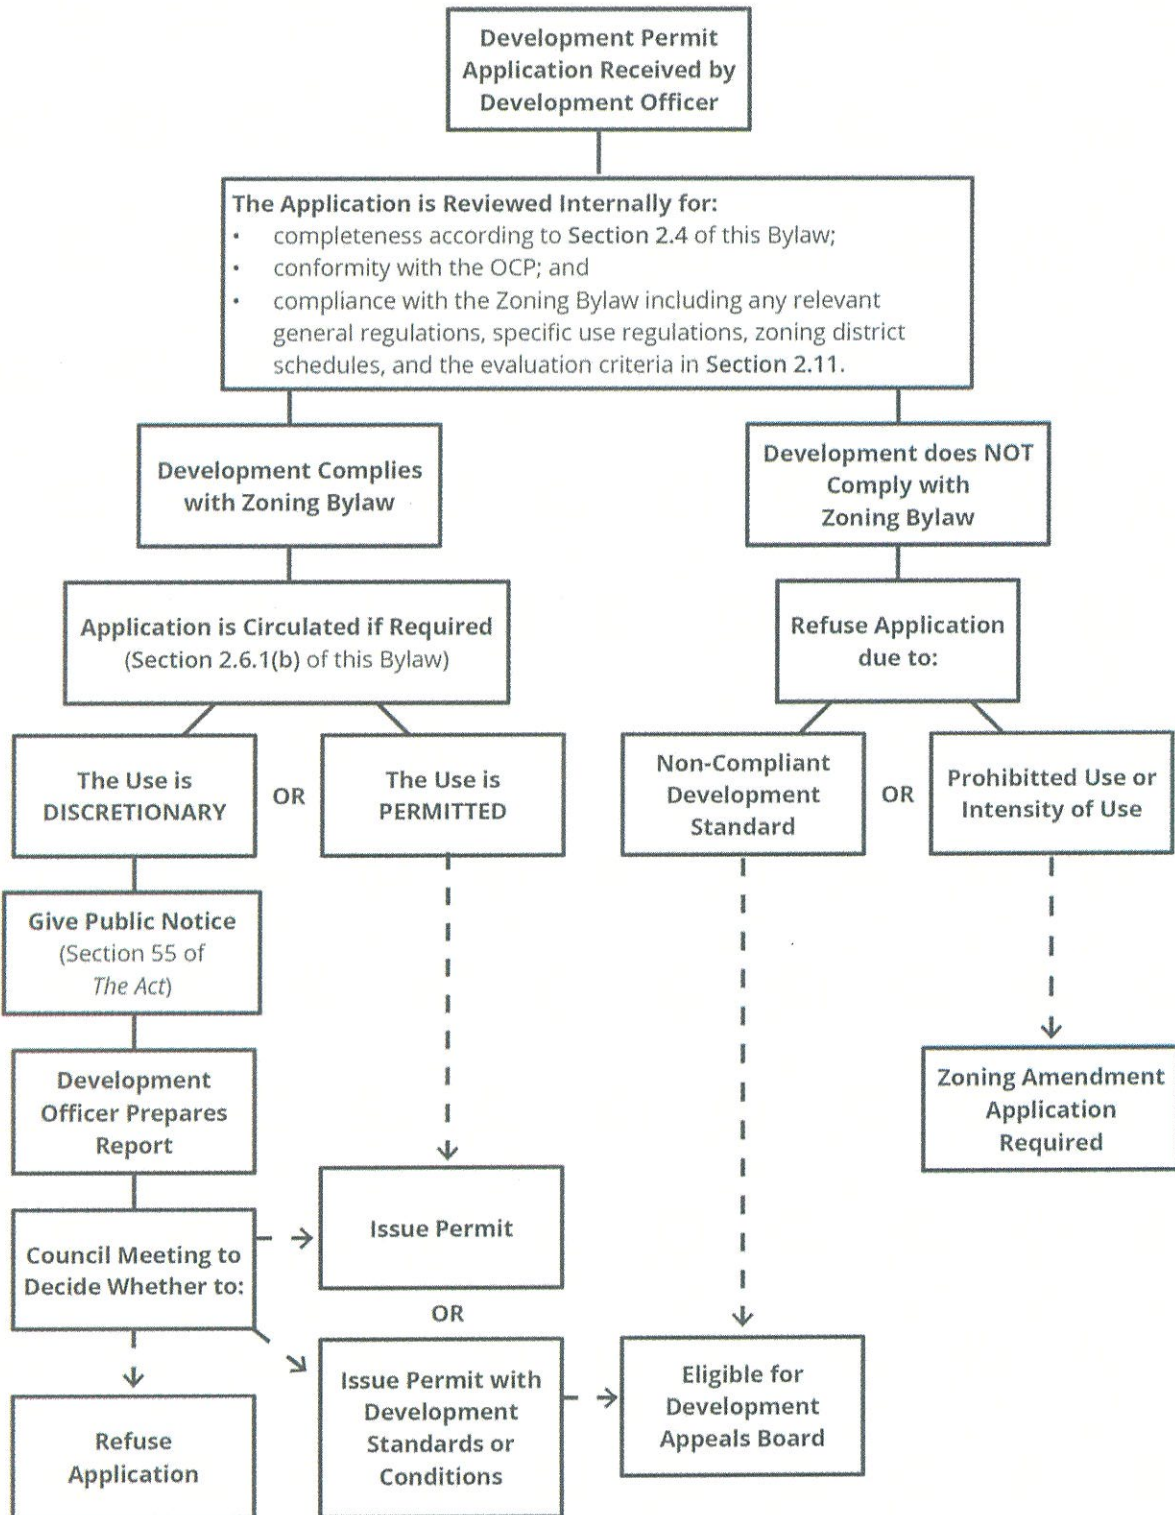 Development Permit
Application Received by
Development Officer
The Application is Reviewed Internally for:
• completeness according to Section 2.4 of this Bylaw;
• conformity with the OCP; and
• compliance with the Zoning Bylaw including any relevant
general regulations, specific use regulations, zoning district
schedules, and the evaluation criteria in Section 2.11.
Development Complies
with Zoning Bylaw
Development does NOT
Comply with
Zoning Bylaw
Application is Circulated if Required
(Section 2.6.1(b) of this Bylaw)
Refuse Application
due to:
The Use is
DISCRETIONARY
OR
The Use is
PERMITTED
Non-Compliant
Development
Standard
OR
Prohibitted Use or
Intensity of Use
Give Public Notice
(Section 55 of
The Act)
Development
Officer Prepares
Report
Zoning Amendment
Application
Required
Council Meeting to
Decide Whether to:
Issue Permit
OR
Refuse
Application
Issue Permit with
Development
Standards or
Conditions
Eligible for
Development
Appeals Board